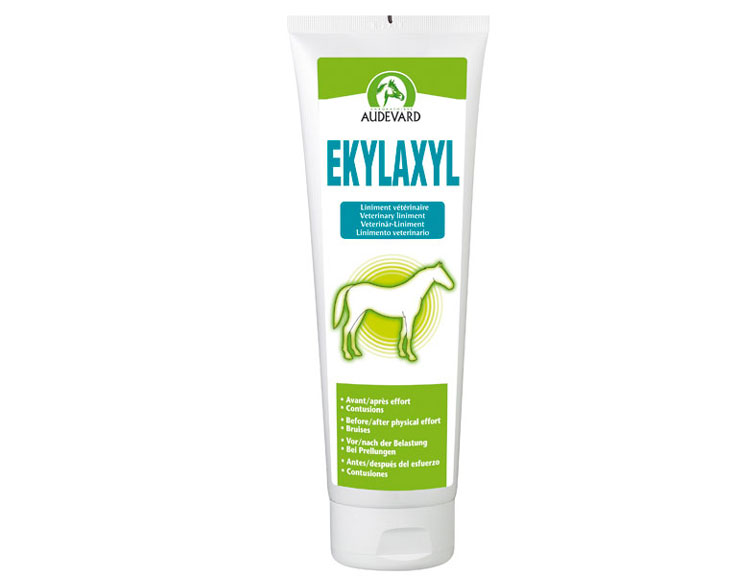 AUDEVARD
EKYLAXYL
Liniment vétérinaire
Veterinary liniment
Veterinär-Liniment
Linimento veterinario
• Avant/après effort
• Contusions
• Before/after physical effort
• Bruises
• Vor/nach der Belastung
• Bei Prellungen
• Antes/después del esfuerzo
• Contusiones